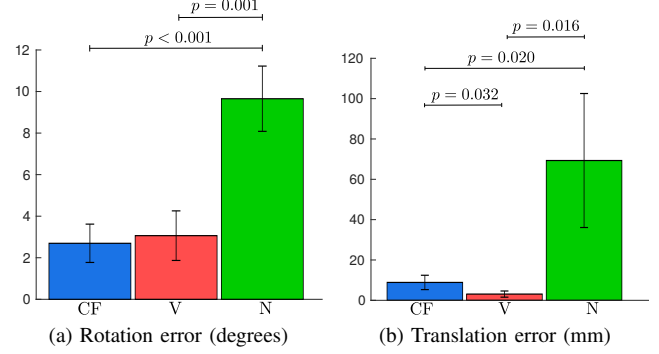 p = 0.001
p < 0.001
12
10
8
6
4
2
0
CF V N
(a) Rotation error (degrees)
p = 0.016
p = 0.020
p = 0.032
120
100
80
60
40
20
0
CF V N
(b) Translation error (mm)